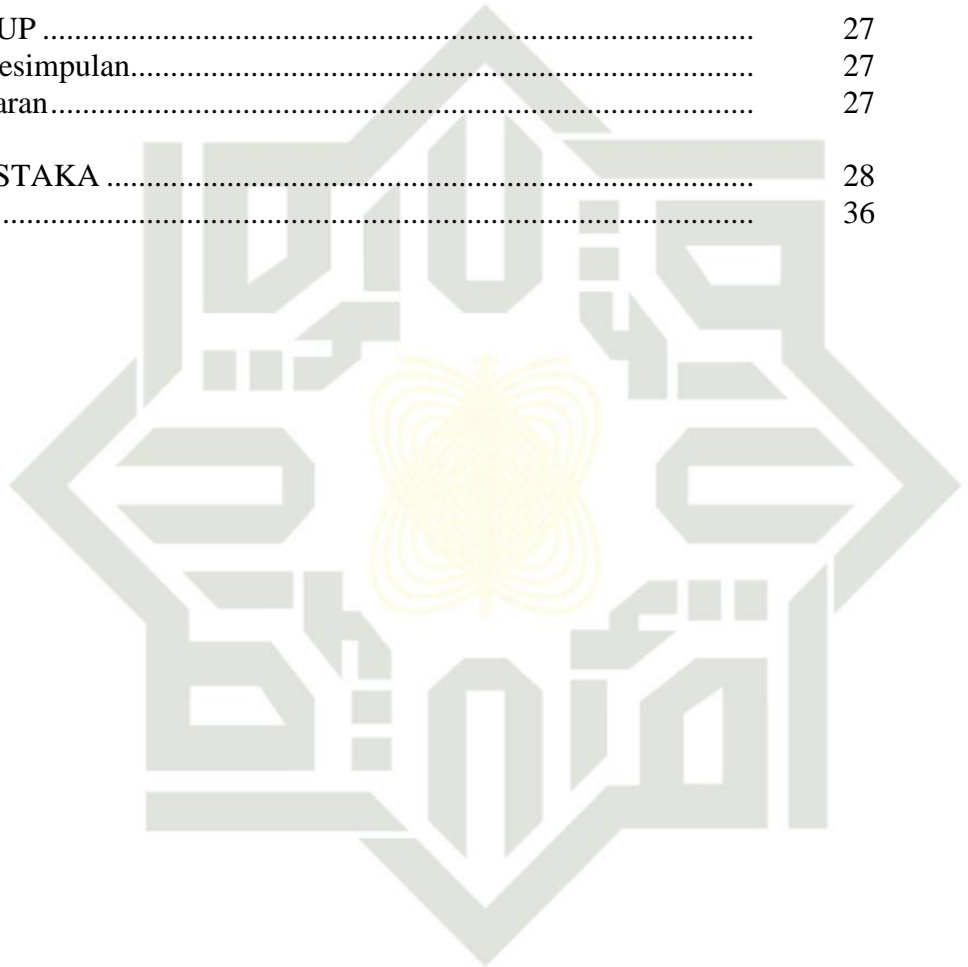 UP ........................................................................................... 27
esimpulan................................................................................ 27
aran.......................................................................................... 27
STAKA ................................................................................... 28
................................................................................................ 36